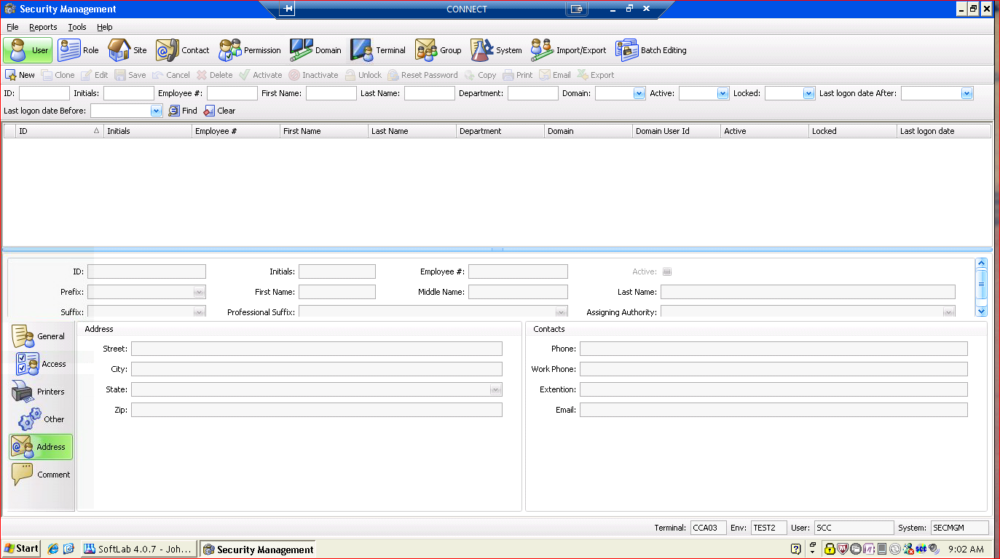 Security Management CONNECT
File Reports Tools Help
User Role Site Contact Permission Domain Terminal Group System Import/Export Batch Editing
New Clone Edit Save Cancel Delete Activate Inactivate Unlock Reset Password Copy Print Email Export
ID: Initials: Employee #: First Name: Last Name: Department: Domain: Active: Locked: Last logon date After:
Last logon date Before: Find Clear
ID Initials Employee # First Name Last Name Department Domain Domain User Id Active Locked Last logon date
ID: Initials: Employee #: Active:
Prefix: First Name: Middle Name: Last Name:
Suffix: Professional Suffix: Assigning Authority:
General
Access
Printers
Other
Address
Comment
Address
Street:
City:
State:
Zip:
Contacts
Phone:
Work Phone:
Extention:
Email:
Terminal: CCA03 Env: TEST2 User: SCC System: SECMGM
Start SoftLab 4.0.7 - Joh... Security Management scc 9:02 AM